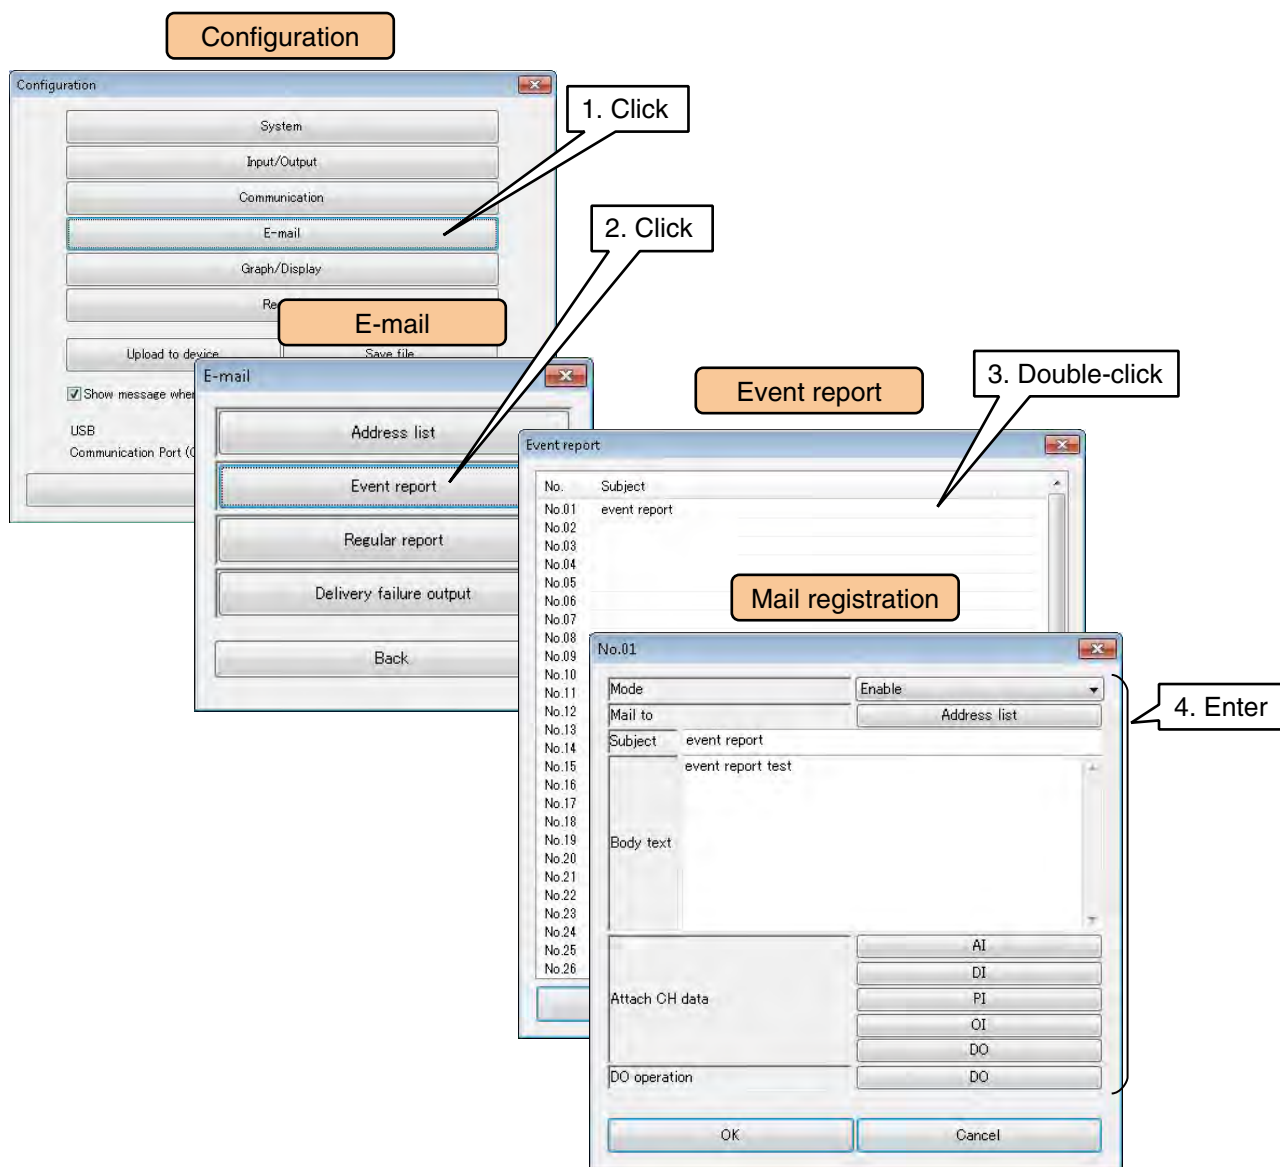 Configuration
Configuration
1. Click
System
Input/Output
Communication
E-mail
2. Click
Graph/Display
Re
E-mail
Upload to device
Save file
E-mail
Show message when
USB
Communication Port (C
Address list
Event report
Regular report
Delivery failure output
Back
Event report
3. Double-click
Event report
No. Subject
No.01 event report
No.02
No.03
No.04
No.05
No.06
No.07
No.08
No.09
No.10
No.11
No.12
No.13
No.14
No.15
No.16
No.17
No.18
No.19
No.20
No.21
No.22
No.23
No.24
No.25
No.26
Mail registration
No.01
Mode Enable
4. Enter
Mail to Address list
Subject event report
Body text event report test
Attach CH data
AI
DI
PI
OI
DO
DO operation DO
OK Cancel